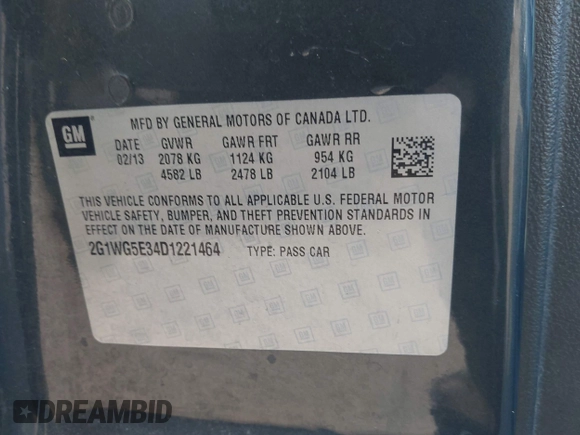 GM
MFD BY GENERAL MOTORS OF CANADA LTD.
DATE GVWR GAWR FRT GAWR RR
02/13 2078 KG 1124 KG 954 KG
4582 LB 2478 LB 2104 LB
THIS VEHICLE CONFORMS TO ALL APPLICABLE U.S. FEDERAL MOTOR
VEHICLE SAFETY, BUMPER, AND THEFT PREVENTION STANDARDS IN
EFFECT ON THE DATE OF MANUFACTURE SHOWN ABOVE.
2G1WG5E34D1221464 TYPE: PASS CAR
DREAMBID